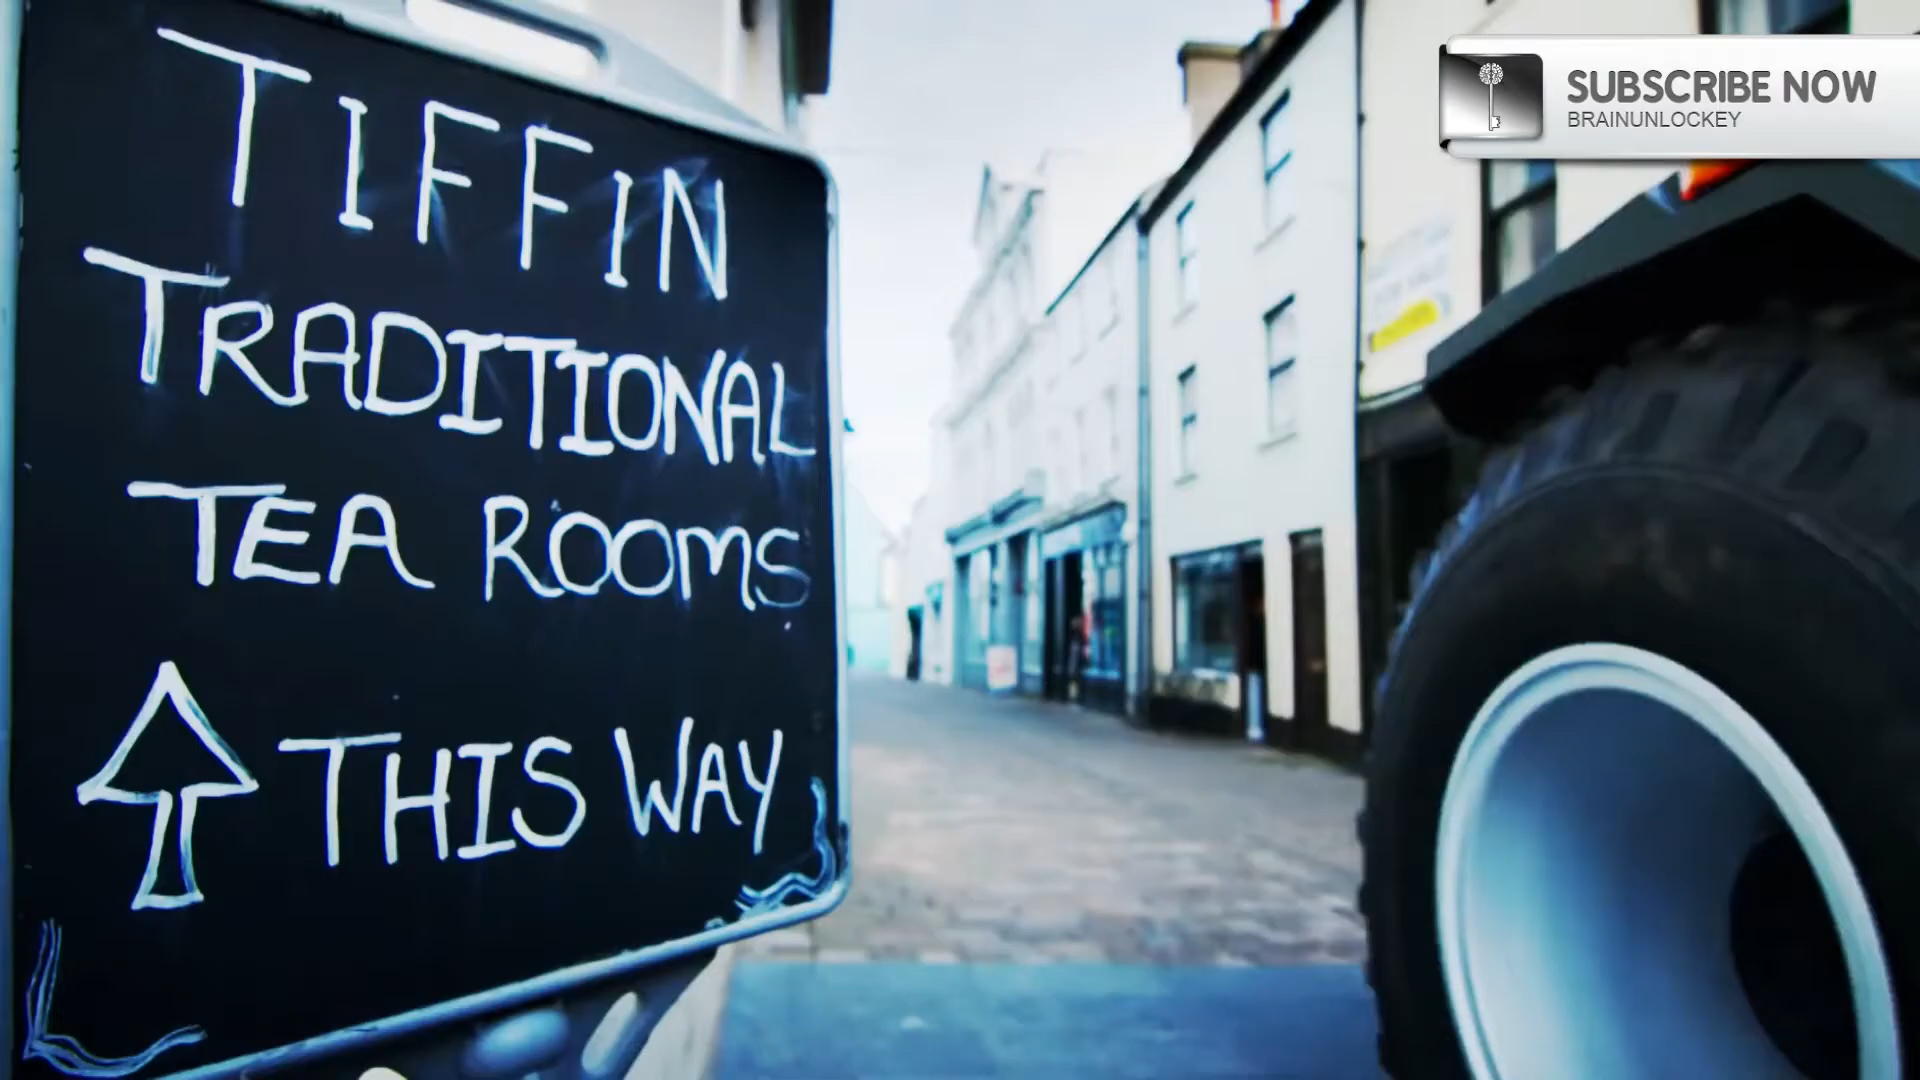 TIFFIN
TRADITIONAL
TEA ROOMS
THIS WAY
SUBSCRIBE NOW
BRAINUNLOCKEY